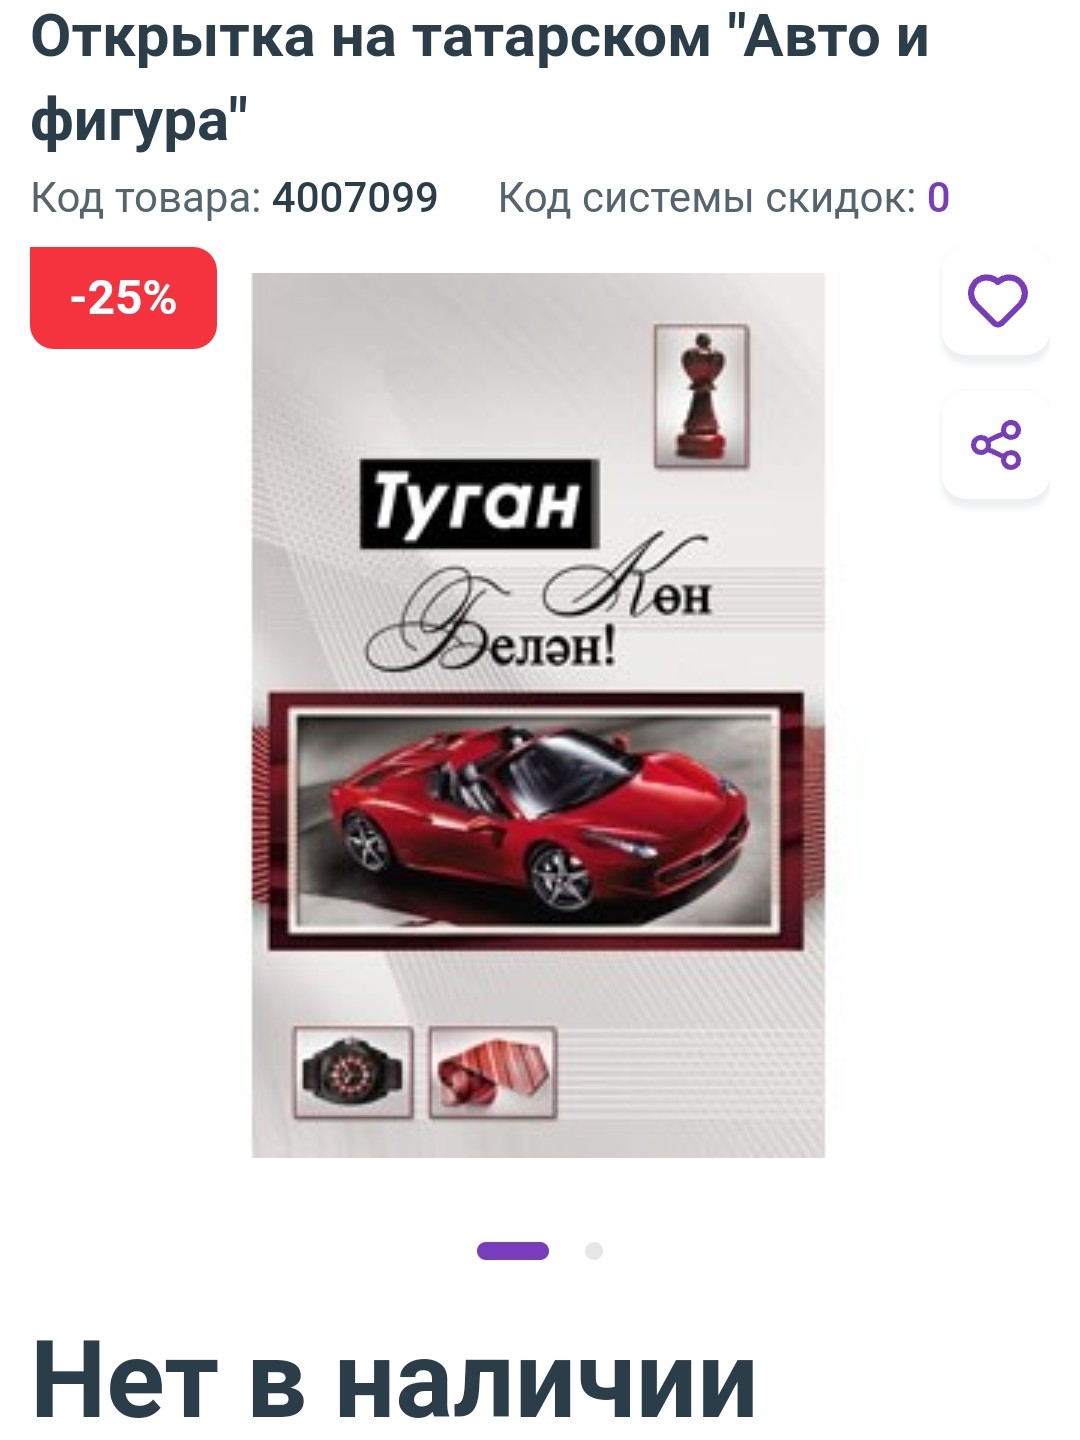 Открытка на татарском "Авто и
фигура"
Код товара: 4007099 Код системы скидок: 0
-25%
Туган
Көн
Белән!
Нет в наличии